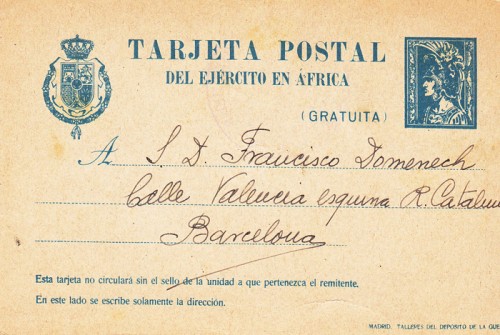 TARJETA POSTAL
DEL EJÉRCITO EN ÁFRICA
(GRATUITA)
A S. D. Francisco Domenech
Calle Valencia esquina R. Catalu
Barcelona
Esta tarjeta no circulará sin el sello de la unidad a que pertenezca el remitente.
En este lado se escribe solamente la dirección.
MADRID. TALLERES DEL DEPOSITO DE LA GUE